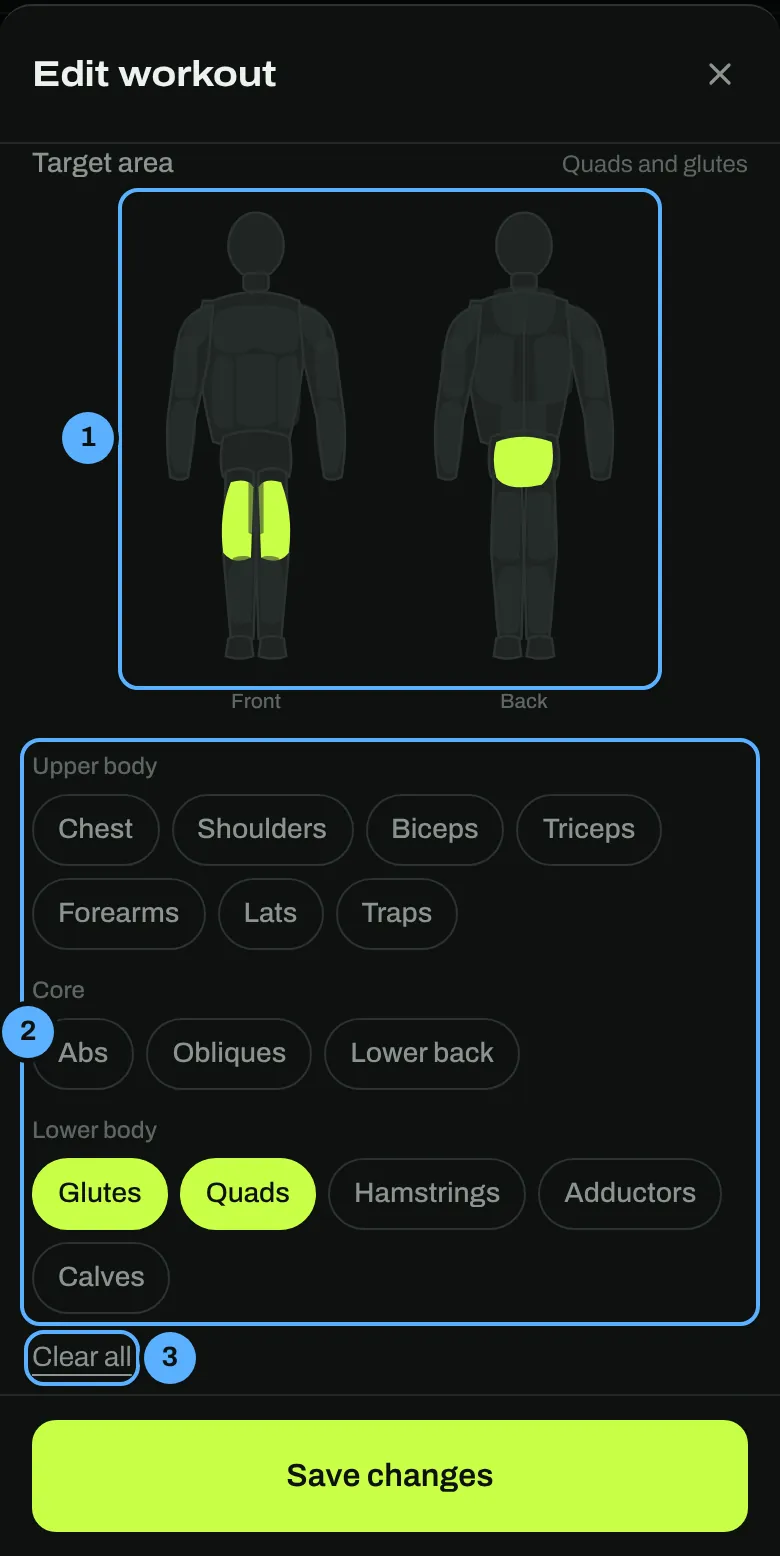 Edit workout
Target area
Quads and glutes
1
Front
Back
Upper body
Chest
Shoulders
Biceps
Triceps
Forearms
Lats
Traps
Core
2
Abs
Obliques
Lower back
Lower body
Glutes
Quads
Hamstrings
Adductors
Calves
Clear all
3
Save changes